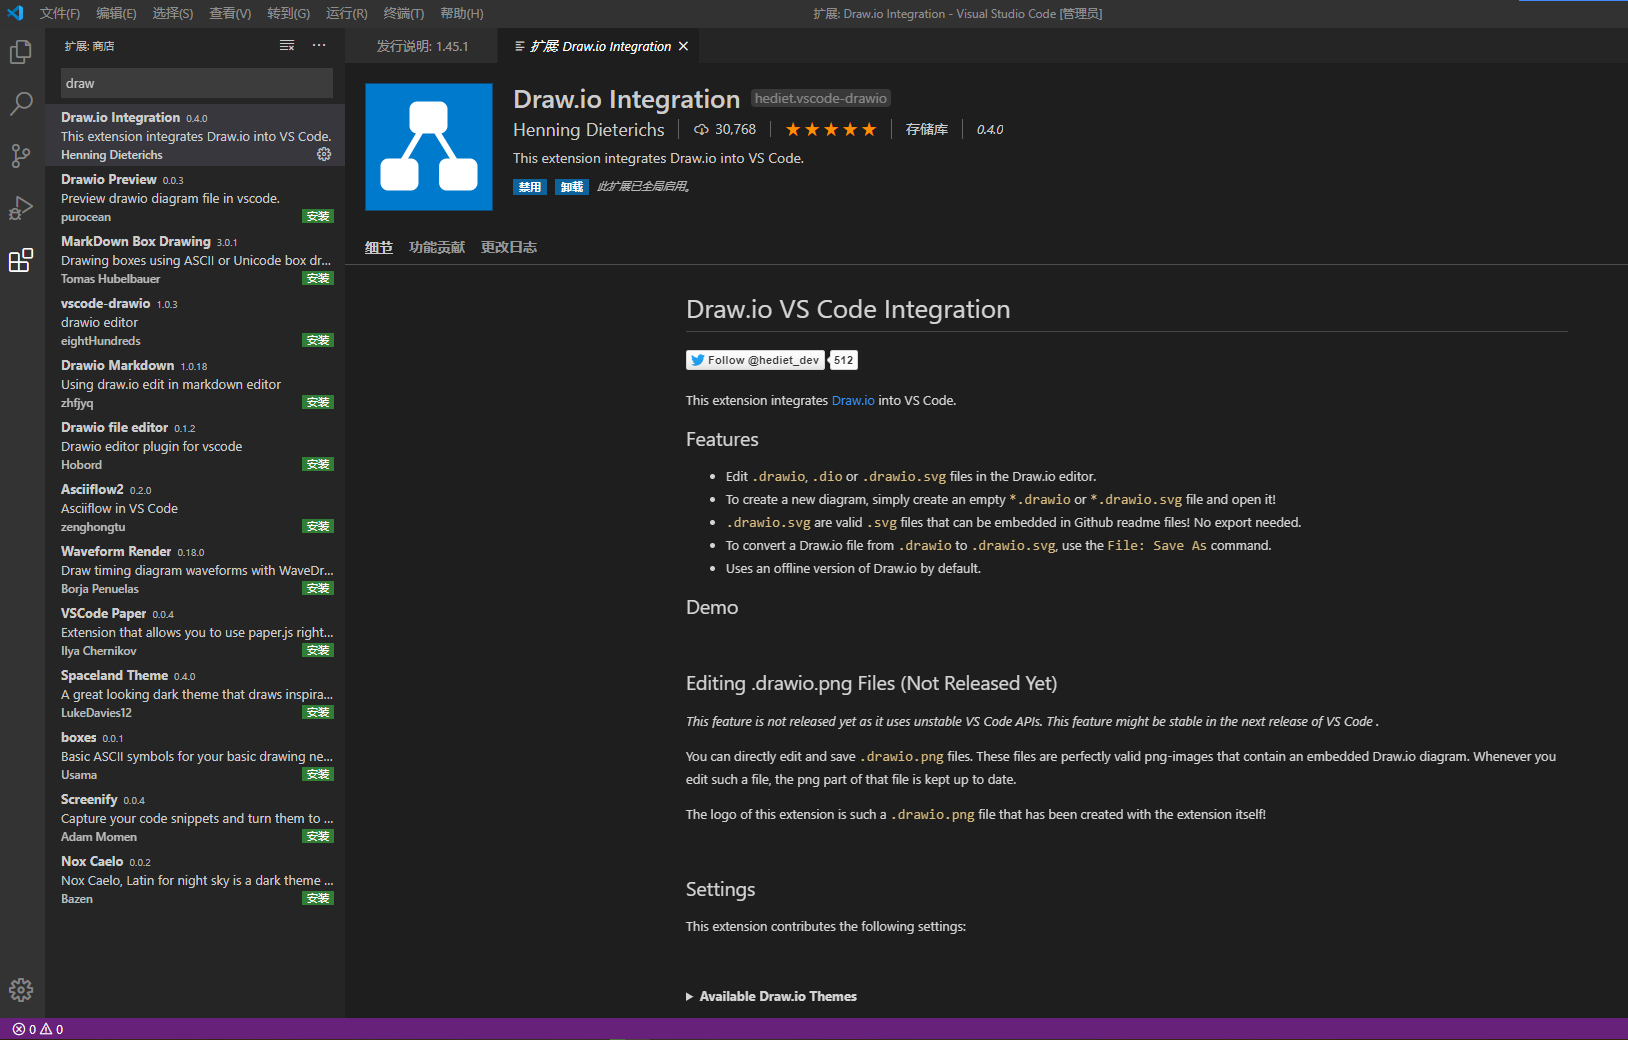 文件(F) 编辑(E) 选择(S) 查看(V) 转到(G) 运行(R) 终端(T) 帮助(H)
扩展: Draw.io Integration - Visual Studio Code [管理员]
扩展: 商店
draw
Draw.io Integration 0.4.0
This extension integrates Draw.io into VS Code.
Henning Dieterichs
Drawio Preview 0.0.3
Preview drawio diagram file in vscode.
purocean 安装
MarkDown Box Drawing 3.0.1
Drawing boxes using ASCII or Unicode box dr...
Tomas Hubelbauer 安装
vscode-drawio 1.0.3
drawio editor
eightHundreds 安装
Drawio Markdown 1.0.18
Using draw.io edit in markdown editor
zhfjyq 安装
Drawio file editor 0.1.2
Drawio editor plugin for vscode
Hobord 安装
Asciiflow2 0.2.0
Asciiflow in VS Code
zenghongtu 安装
Waveform Render 0.18.0
Draw timing diagram waveforms with WaveDr...
Borja Penuelas 安装
VSCode Paper 0.0.4
Extension that allows you to use paper.js right...
Ilya Chernikov 安装
Spaceland Theme 0.4.0
A great looking dark theme that draws inspira...
LukeDavies12 安装
boxes 0.0.1
Basic ASCII symbols for your basic drawing ne...
Usama 安装
Screenify 0.0.4
Capture your code snippets and turn them to ...
Adam Momen 安装
Nox Caelo 0.0.2
Nox Caelo, Latin for night sky is a dark theme ...
Bazen 安装
发行说明: 1.45.1
扩展: Draw.io Integration
Draw.io Integration hediet.vscode-drawio
Henning Dieterichs 30,768 存储库 0.4.0
This extension integrates Draw.io into VS Code.
禁用 卸载 此扩展已全局启用。
细节 功能贡献 更改日志
Draw.io VS Code Integration
Follow @hediet_dev 512
This extension integrates Draw.io into VS Code.
Features
• Edit .drawio, .dio or .drawio.svg files in the Draw.io editor.
• To create a new diagram, simply create an empty *.drawio or *.drawio.svg file and open it!
• .drawio.svg are valid .svg files that can be embedded in Github readme files! No export needed.
• To convert a Draw.io file from .drawio to .drawio.svg, use the File: Save As command.
• Uses an offline version of Draw.io by default.
Demo
Editing .drawio.png Files (Not Released Yet)
This feature is not released yet as it uses unstable VS Code APIs. This feature might be stable in the next release of VS Code .
You can directly edit and save .drawio.png files. These files are perfectly valid png-images that contain an embedded Draw.io diagram. Whenever you
edit such a file, the png part of that file is kept up to date.
The logo of this extension is such a .drawio.png file that has been created with the extension itself!
Settings
This extension contributes the following settings:
Available Draw.io Themes
0 0